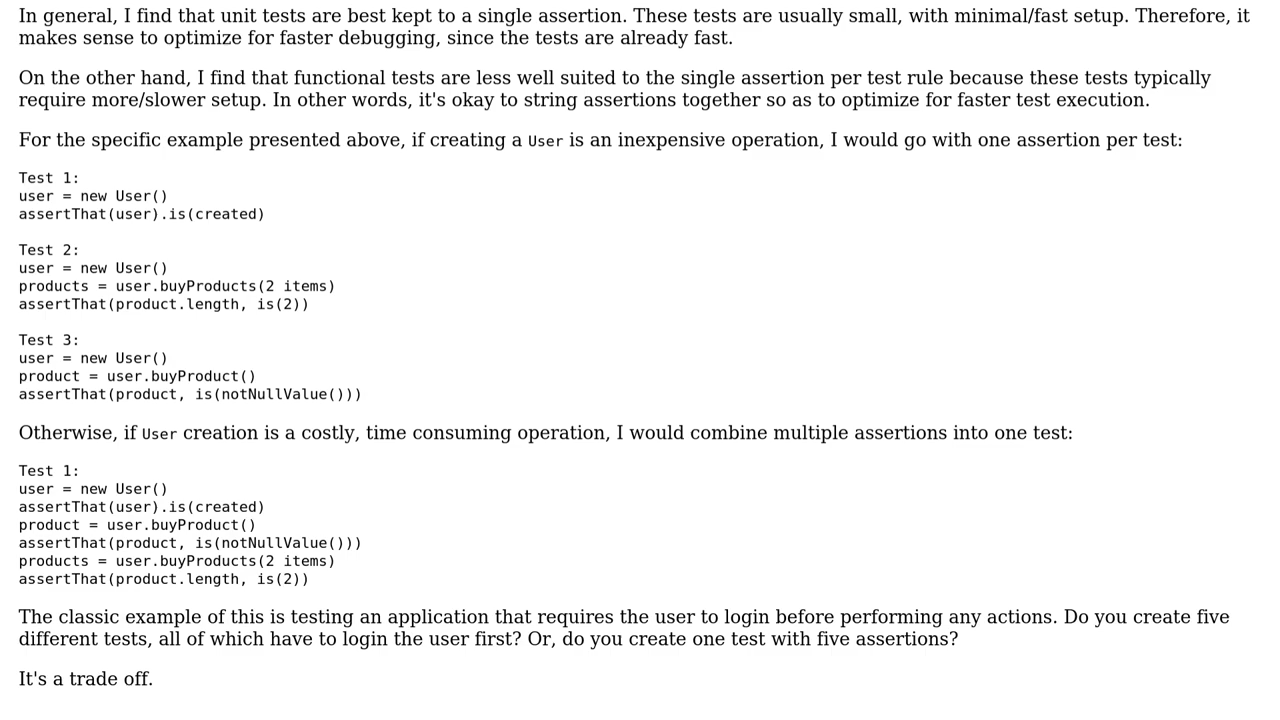 In general, I find that unit tests are best kept to a single assertion. These tests are usually small, with minimal/fast setup. Therefore, it
makes sense to optimize for faster debugging, since the tests are already fast.
On the other hand, I find that functional tests are less well suited to the single assertion per test rule because these tests typically
require more/slower setup. In other words, it's okay to string assertions together so as to optimize for faster test execution.
For the specific example presented above, if creating a User is an inexpensive operation, I would go with one assertion per test:
Test 1:
user = new User()
assertThat(user).is(created)
Test 2:
user = new User()
products = user.buyProducts(2 items)
assertThat(product.length, is(2))
Test 3:
user = new User()
product = user.buyProduct()
assertThat(product, is(notNullValue()))
Otherwise, if User creation is a costly, time consuming operation, I would combine multiple assertions into one test:
Test 1:
user = new User()
assertThat(user).is(created)
product = user.buyProduct()
assertThat(product, is(notNullValue()))
products = user.buyProducts(2 items)
assertThat(product.length, is(2))
The classic example of this is testing an application that requires the user to login before performing any actions. Do you create five
different tests, all of which have to login the user first? Or, do you create one test with five assertions?
It's a trade off.